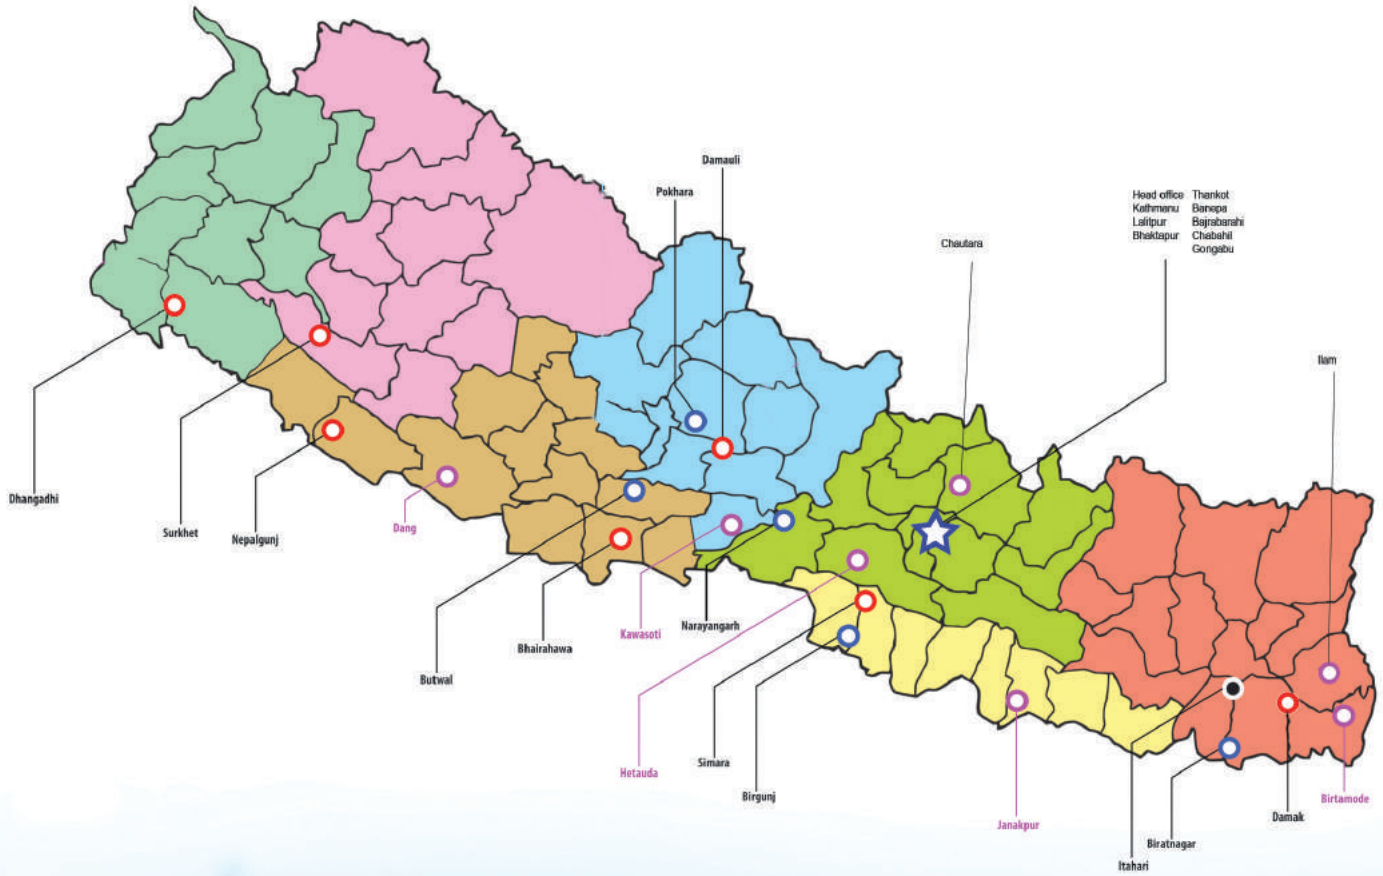 Damauli
Pokhara
Head office Thankot
Kathmanu Banepa
Lalitpur Bajrabarahi
Bhaktapur Chabahil
Gongabu
Chautara
Ilam
Dhangadhi
Surkhet
Nepalgunj
Dang
Kawasoti
Narayangarh
Bhairahawa
Butwal
Simara
Hetauda
Birgunj
Janakpur
Birtamode
Damak
Biratnagar
Itahari